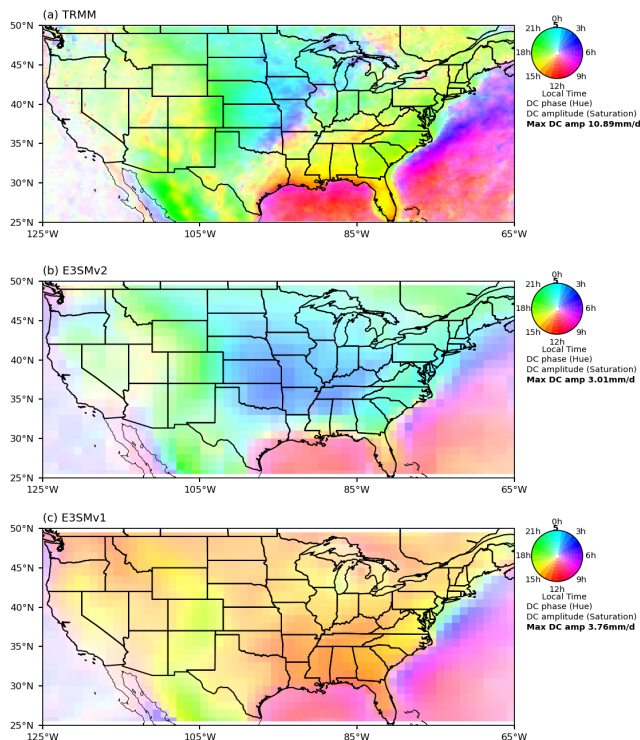 (a) TRMM
50°N
45°N
40°N
35°N
30°N
25°N
125°W
105°W
85°W
65°W
0h
5
21h
3h
18h
6h
15h
9h
12h
Local Time
DC phase (Hue)
DC amplitude (Saturation)
Max DC amp 10.89mm/d
(b) E3SMv2
50°N
45°N
40°N
35°N
30°N
25°N
125°W
105°W
85°W
65°W
0h
5
21h
3h
18h
6h
15h
9h
12h
Local Time
DC phase (Hue)
DC amplitude (Saturation)
Max DC amp 3.01mm/d
(c) E3SMv1
50°N
45°N
40°N
35°N
30°N
25°N
125°W
105°W
85°W
65°W
0h
5
21h
3h
18h
6h
15h
9h
12h
Local Time
DC phase (Hue)
DC amplitude (Saturation)
Max DC amp 3.76mm/d